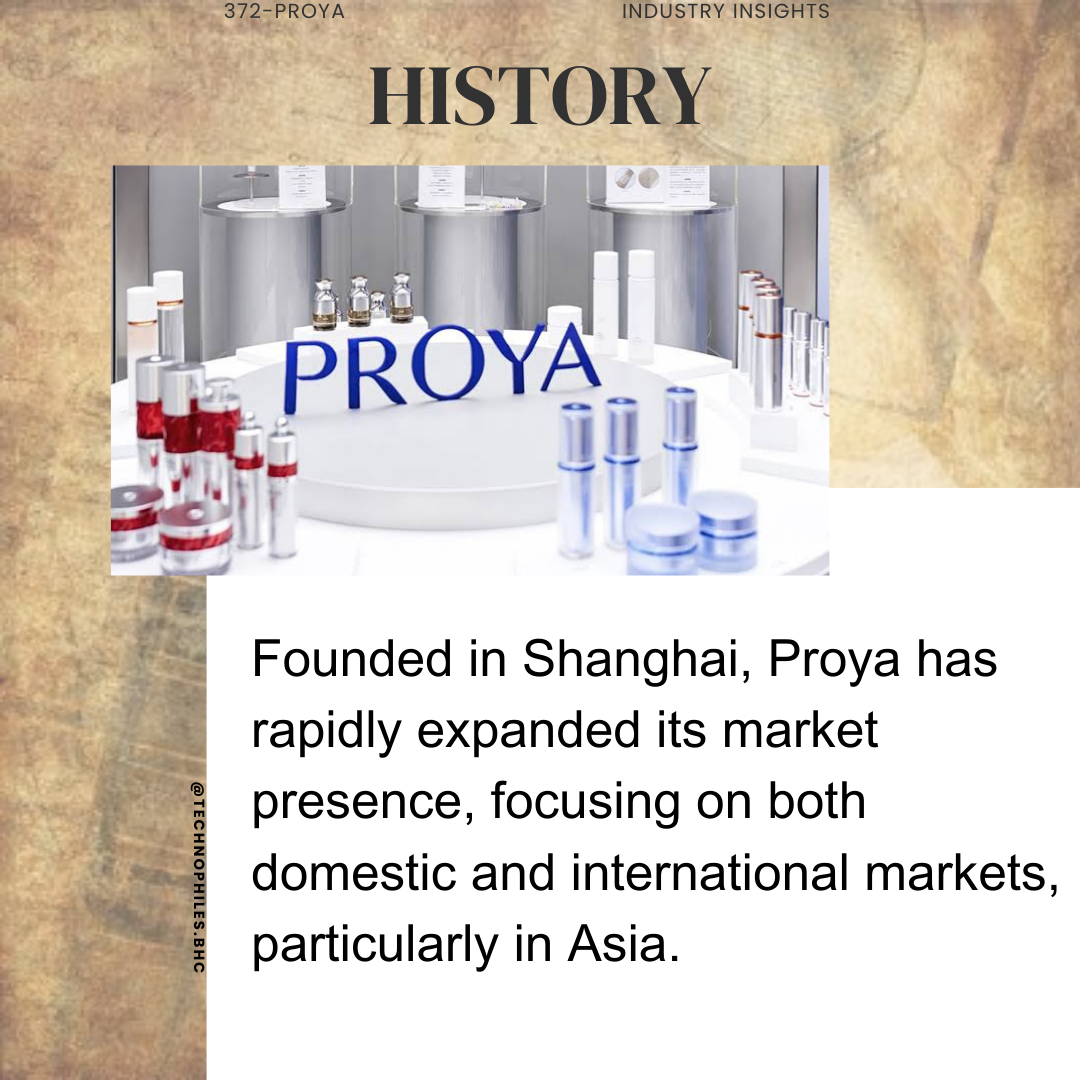 372-PROYA
INDUSTRY INSIGHTS
HISTORY
PROYA
Founded in Shanghai, Proya has
rapidly expanded its market
presence, focusing on both
domestic and international markets,
particularly in Asia.
@TECHNOPHILES.BHC